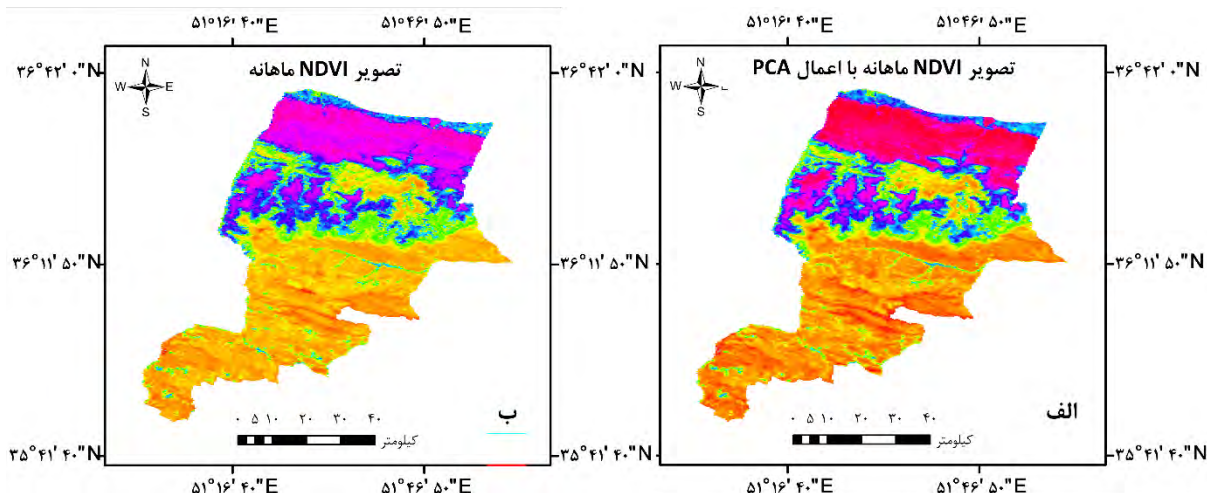 ۵۱°۱۶' ۴۰"E ۵۱°۴۶' ۵۰"E
تصویر NDVI ماهانه
N
W E
S
۳۶°۴۲' ۰"N
۳۶°۱۱' ۵۰"N
۳۵°۴۱' ۴۰"N
ب
۰ ۵ ۱۰ ۲۰ ۳۰ ۴۰
کیلومتر
۵۱°۱۶' ۴۰"E ۵۱°۴۶' ۵۰"E
۵۱°۱۶' ۴۰"E ۵۱°۴۶' ۵۰"E
تصویر NDVI ماهانه با اعمال PCA
N
W
S
۳۶°۴۲' ۰"N ۳۶°۴۲' ۰"N
۳۶°۱۱' ۵۰"N ۳۶°۱۱' ۵۰"N
۳۵°۴۱' ۴۰"N ۳۵°۴۱' ۴۰"N
الف
۰ ۵ ۱۰ ۲۰ ۳۰ ۴۰
کیلومتر
۵۱°۱۶' ۴۰"E ۵۱°۴۶' ۵۰"E